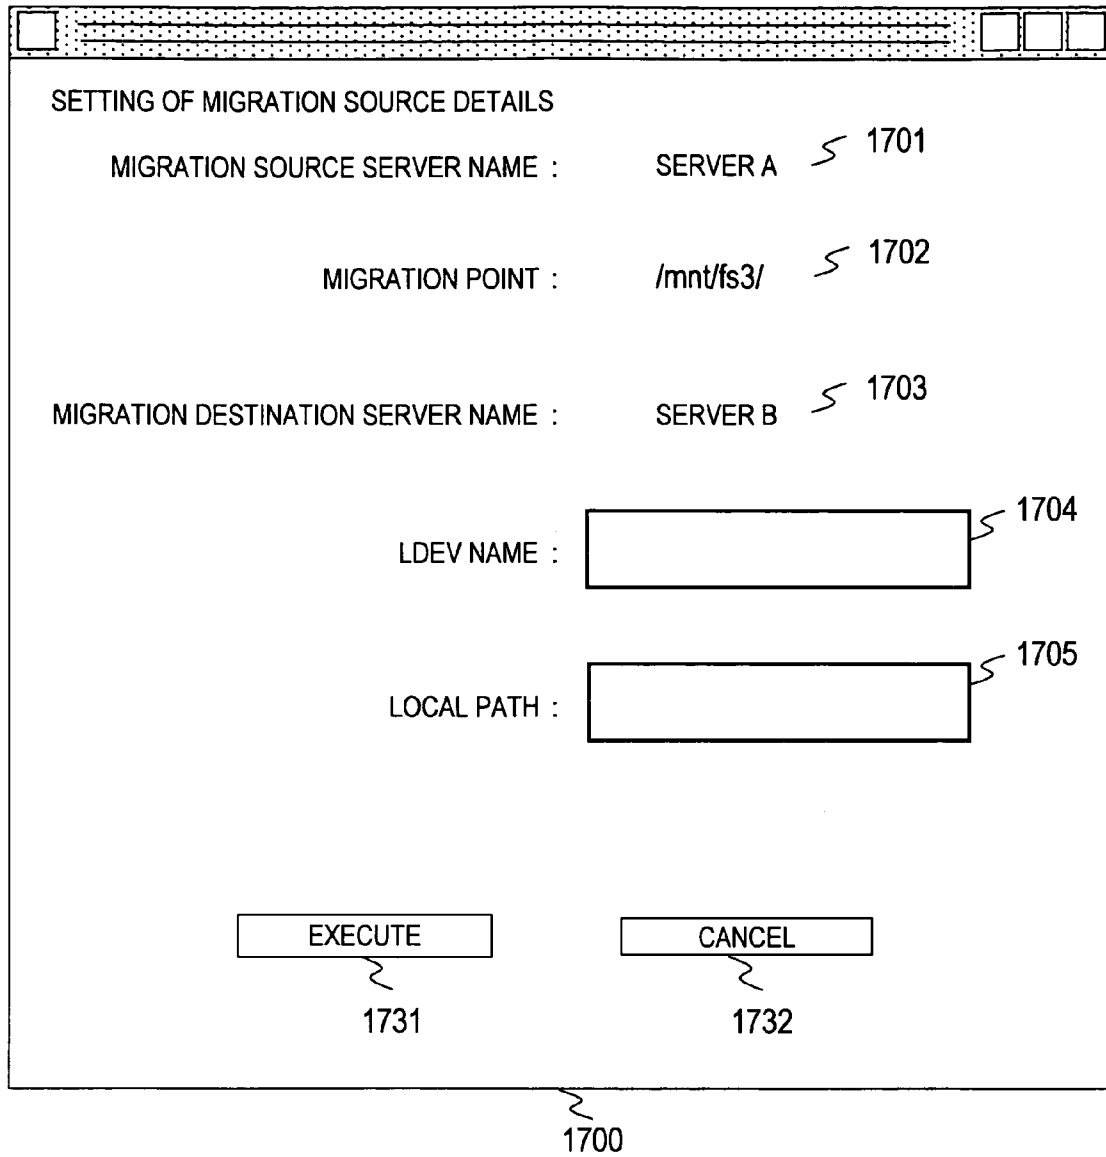 SETTING OF MIGRATION SOURCE DETAILS
MIGRATION SOURCE SERVER NAME : SERVER A 1701
MIGRATION POINT : /mnt/fs3/ 1702
MIGRATION DESTINATION SERVER NAME : SERVER B 1703
LDEV NAME : 1704
LOCAL PATH : 1705
EXECUTE CANCEL
1731 1732
1700